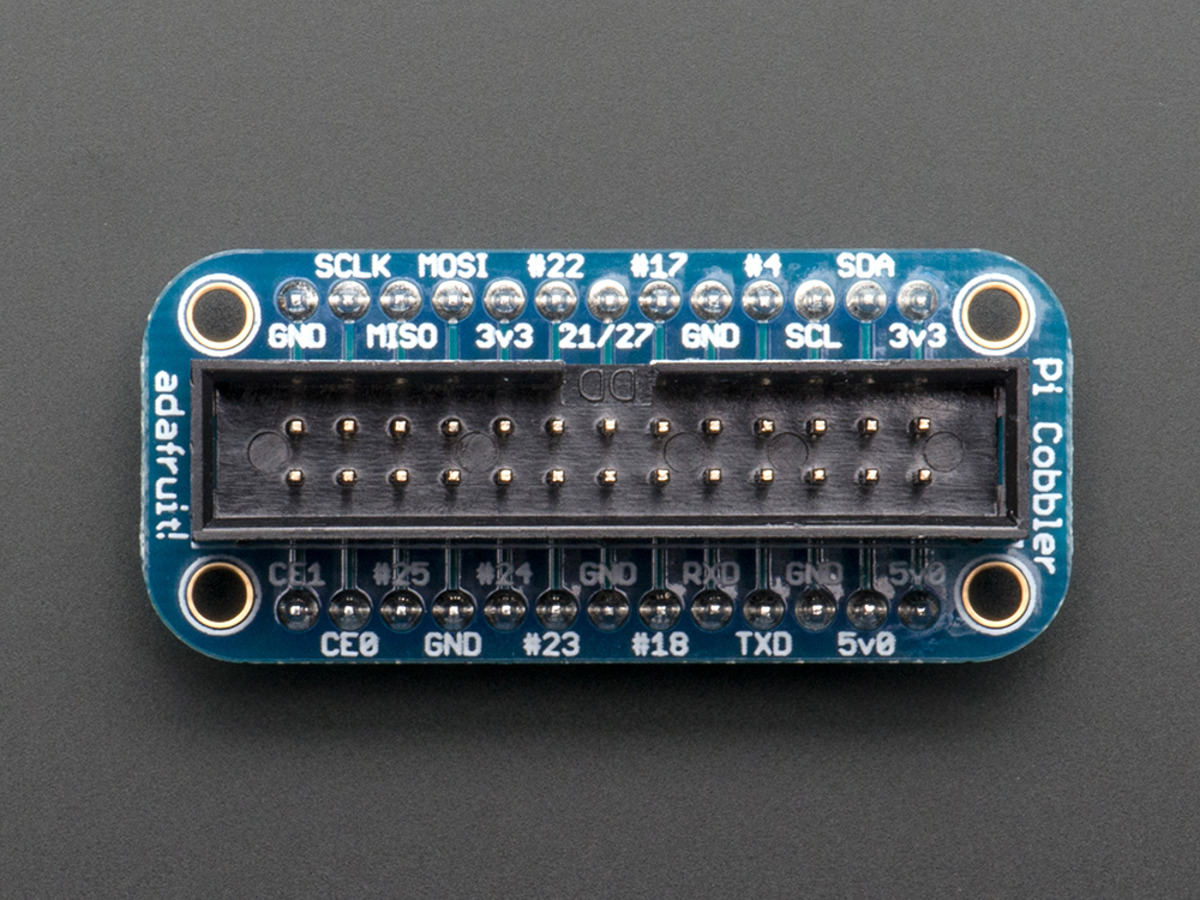 SCLK MOSI #22 #17 #4 SDA
GND MISO 3v3 21/27 GND SCL 3v3
adafruit!
Pi Cobbler
CE1 #25 #24 GND RXD GND 5v0
CE0 GND #23 #18 TXD 5v0